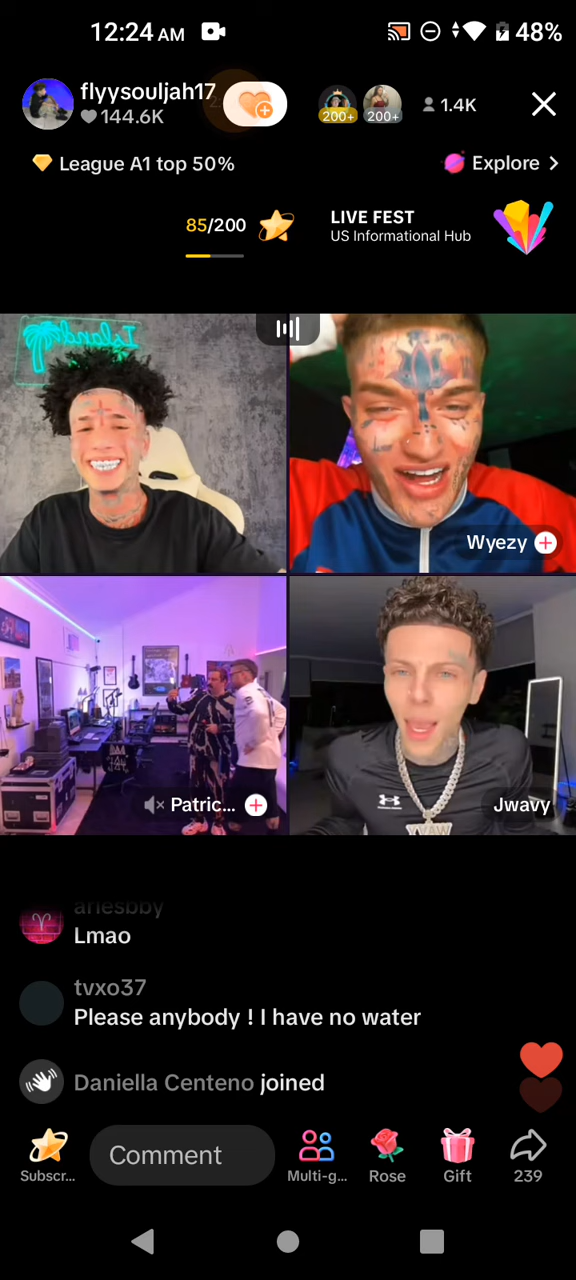 12:24 AM
48%
flyysouljah17
144.6K
200+
200+
1.4K
League A1 top 50%
Explore
85/200
LIVE FEST
US Informational Hub
Island
Wyezy
Patric...
Jwavy
ariesbby
Lmao
tvxo37
Please anybody ! I have no water
Daniella Centeno joined
Comment
Subscr...
Multi-g...
Rose
Gift
239